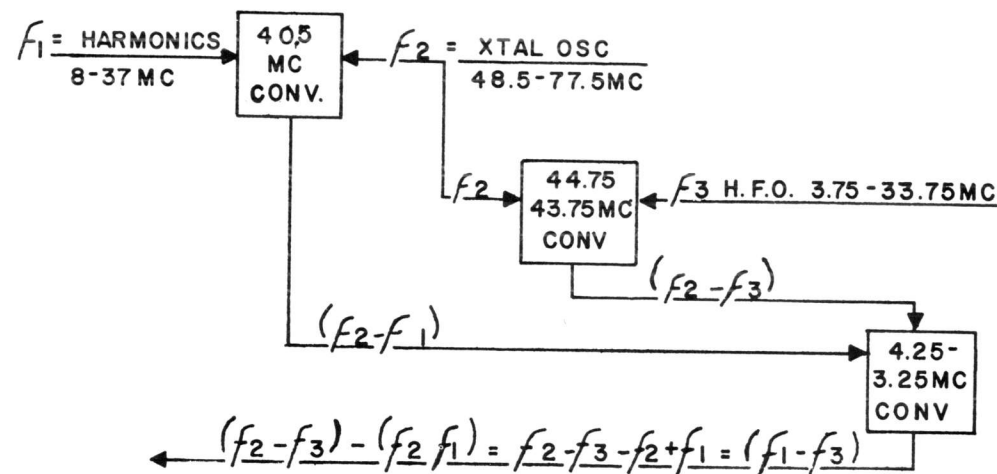 f1 = HARMONICS
8-37 MC
40,5
MC
CONV.
f2 = XTAL OSC
48.5-77.5MC
f2
44.75
43.75MC
CONV
f3 H.F.O. 3.75-33.75MC
(f2-f3)
(f2-f1)
4.25-
3.25MC
CONV
(f2-f3)-(f2 f1) = f2-f3-f2+f1 = (f1-f3)